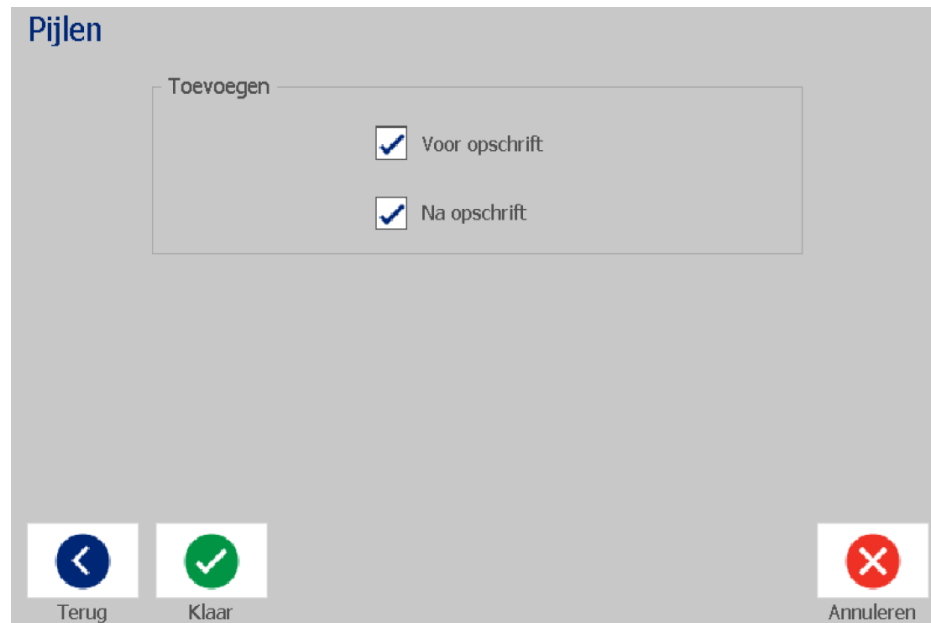 Pijlen
Toevoegen
Voor opschrift
Na opschrift
Terug
Klaar
Annuleren